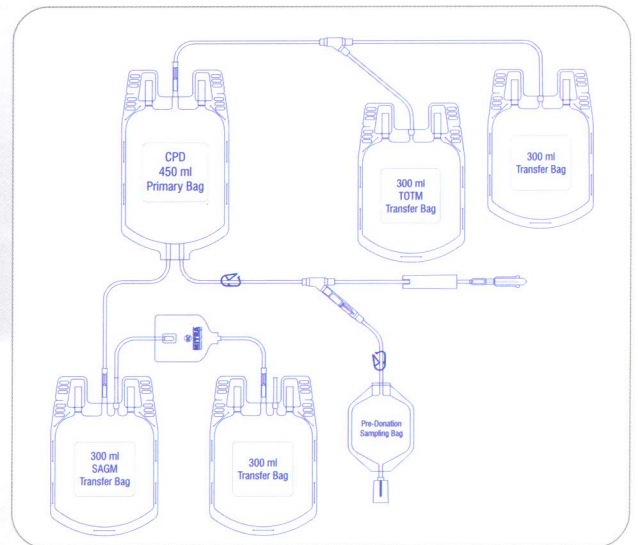 CPD
450 ml
Primary Bag
300 ml
TOTM
Transfer Bag
300 ml
Transfer Bag
MITRA
300 ml
SAGM
Transfer Bag
300 ml
Transfer Bag
Pre-Donation
Sampling Bag